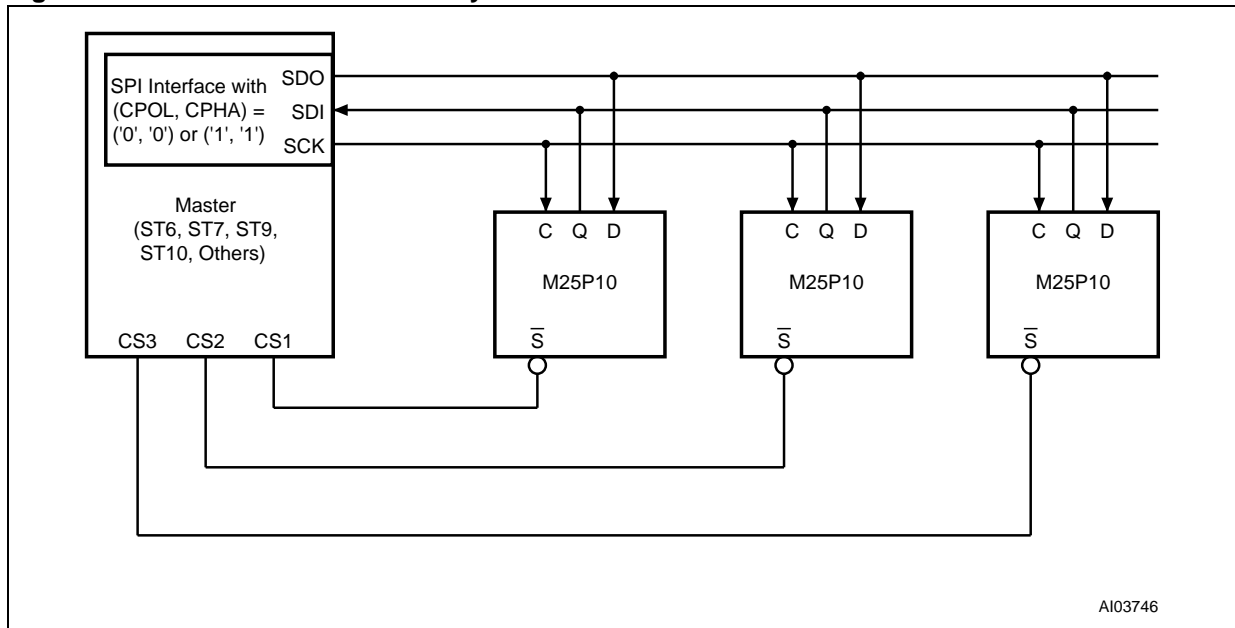 SPI Interface with
(CPOL, CPHA) =
('0', '0') or ('1', '1')
SDO
SDI
SCK
Master
(ST6, ST7, ST9,
ST10, Others)
CS3 CS2 CS1
C Q D
M25P10
S̅
C Q D
M25P10
S̅
C Q D
M25P10
S̅
AI03746